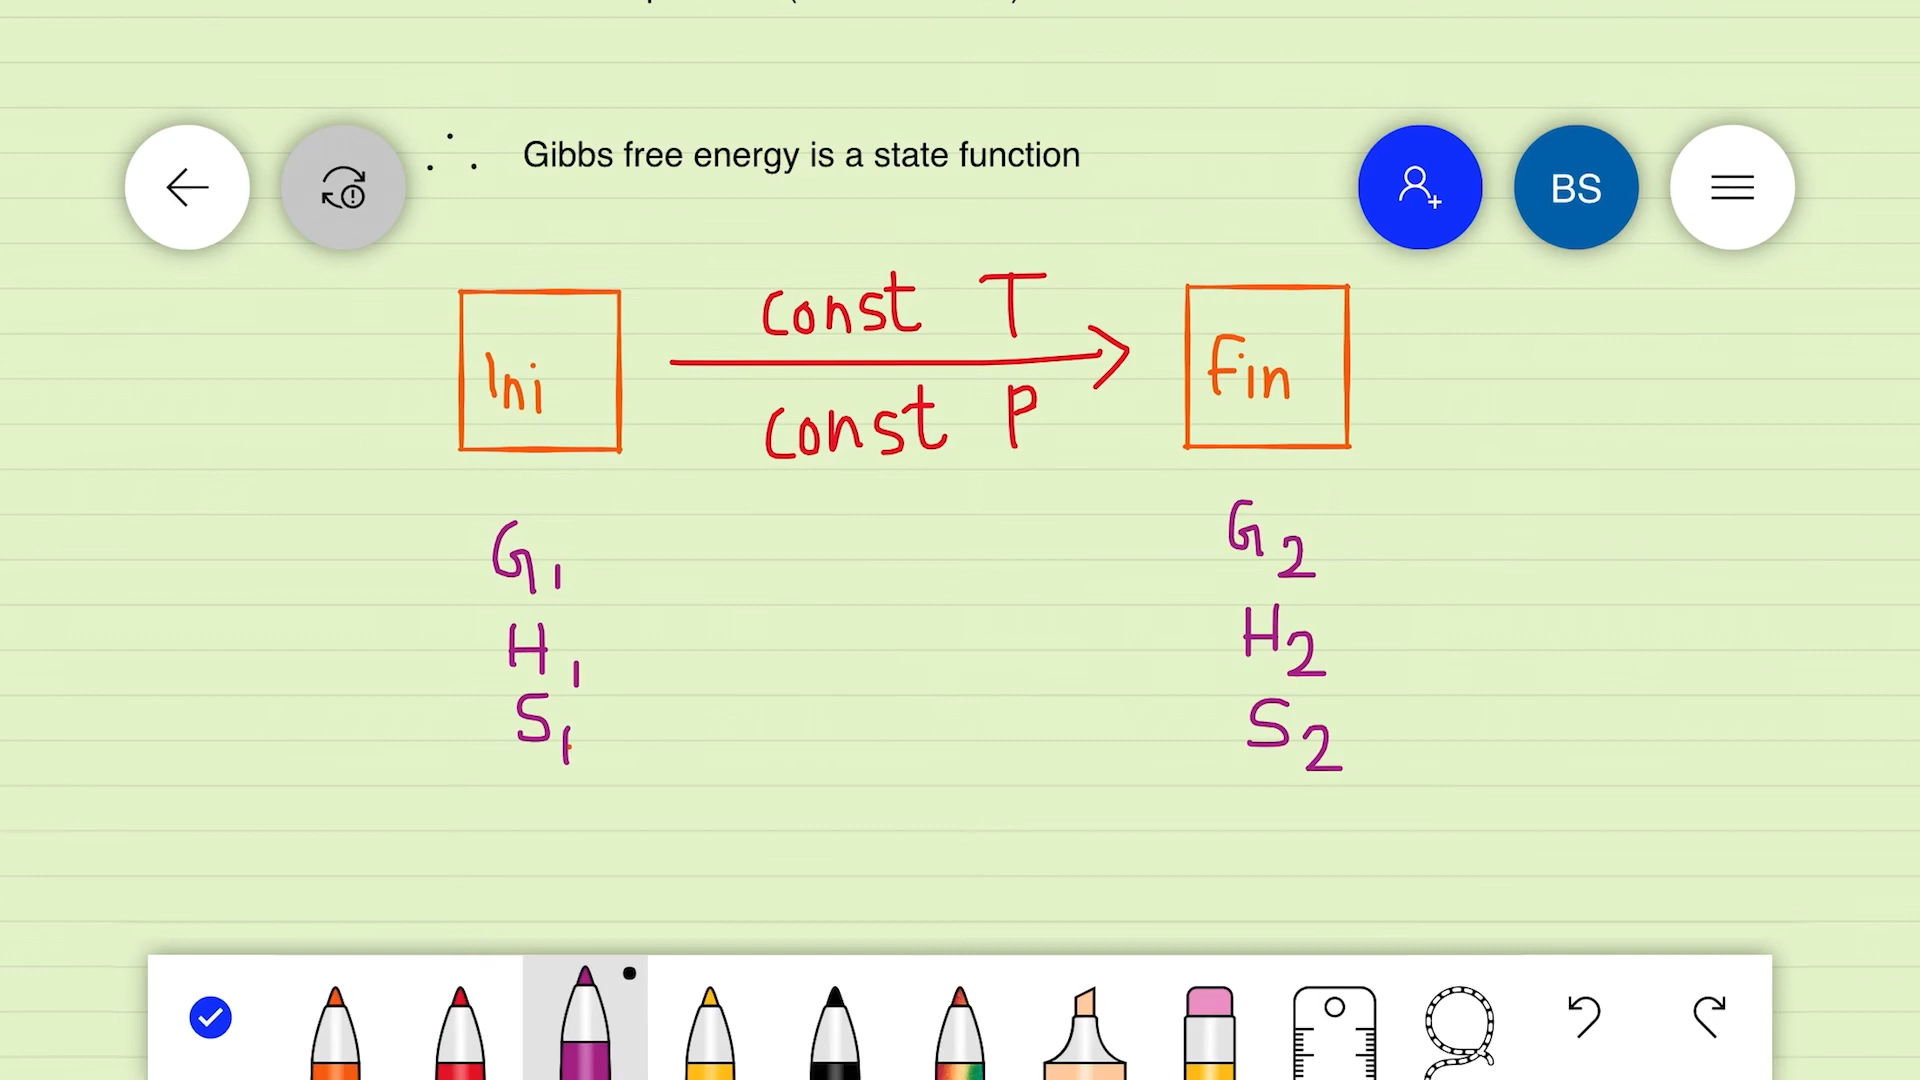 ∴ Gibbs free energy is a state function
BS
const T
Ini
Fin
const P
G1
G2
H1
H2
S1
S2